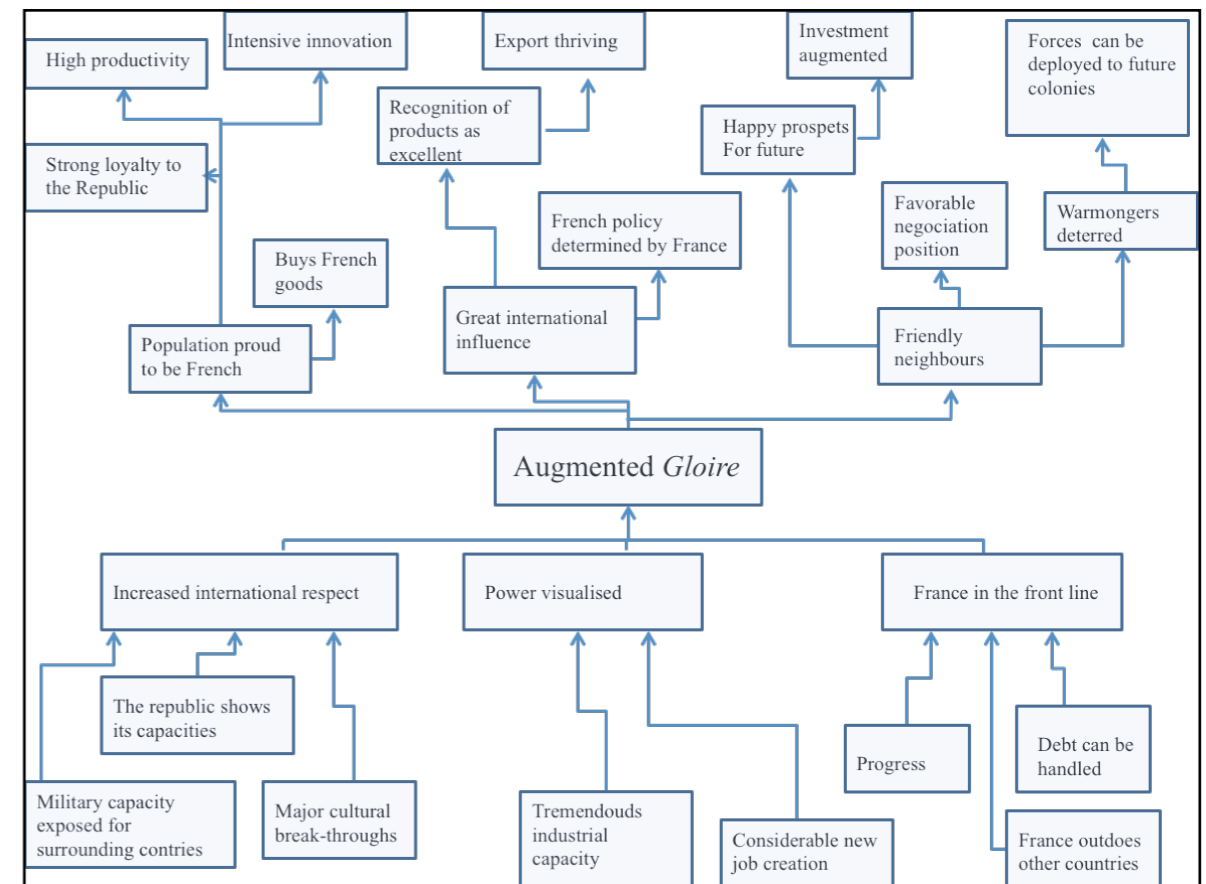 Intensive innovation
Export thriving
Investment
augmented
Forces can be
deployed to future
colonies
High productivity
Recognition of
products as
excellent
Happy prospets
For future
Strong loyalty to
the Republic
French policy
determined by France
Favorable
negociation
position
Warmongers
deterred
Buys French
goods
Population proud
to be French
Great international
influence
Friendly
neighbours
Augmented Gloire
Increased international respect
Power visualised
France in the front line
The republic shows
its capacities
Progress
Debt can be
handled
Military capacity
exposed for
surrounding contries
Major cultural
break-throughs
Tremendouds
industrial
capacity
Considerable new
job creation
France outdoes
other countries